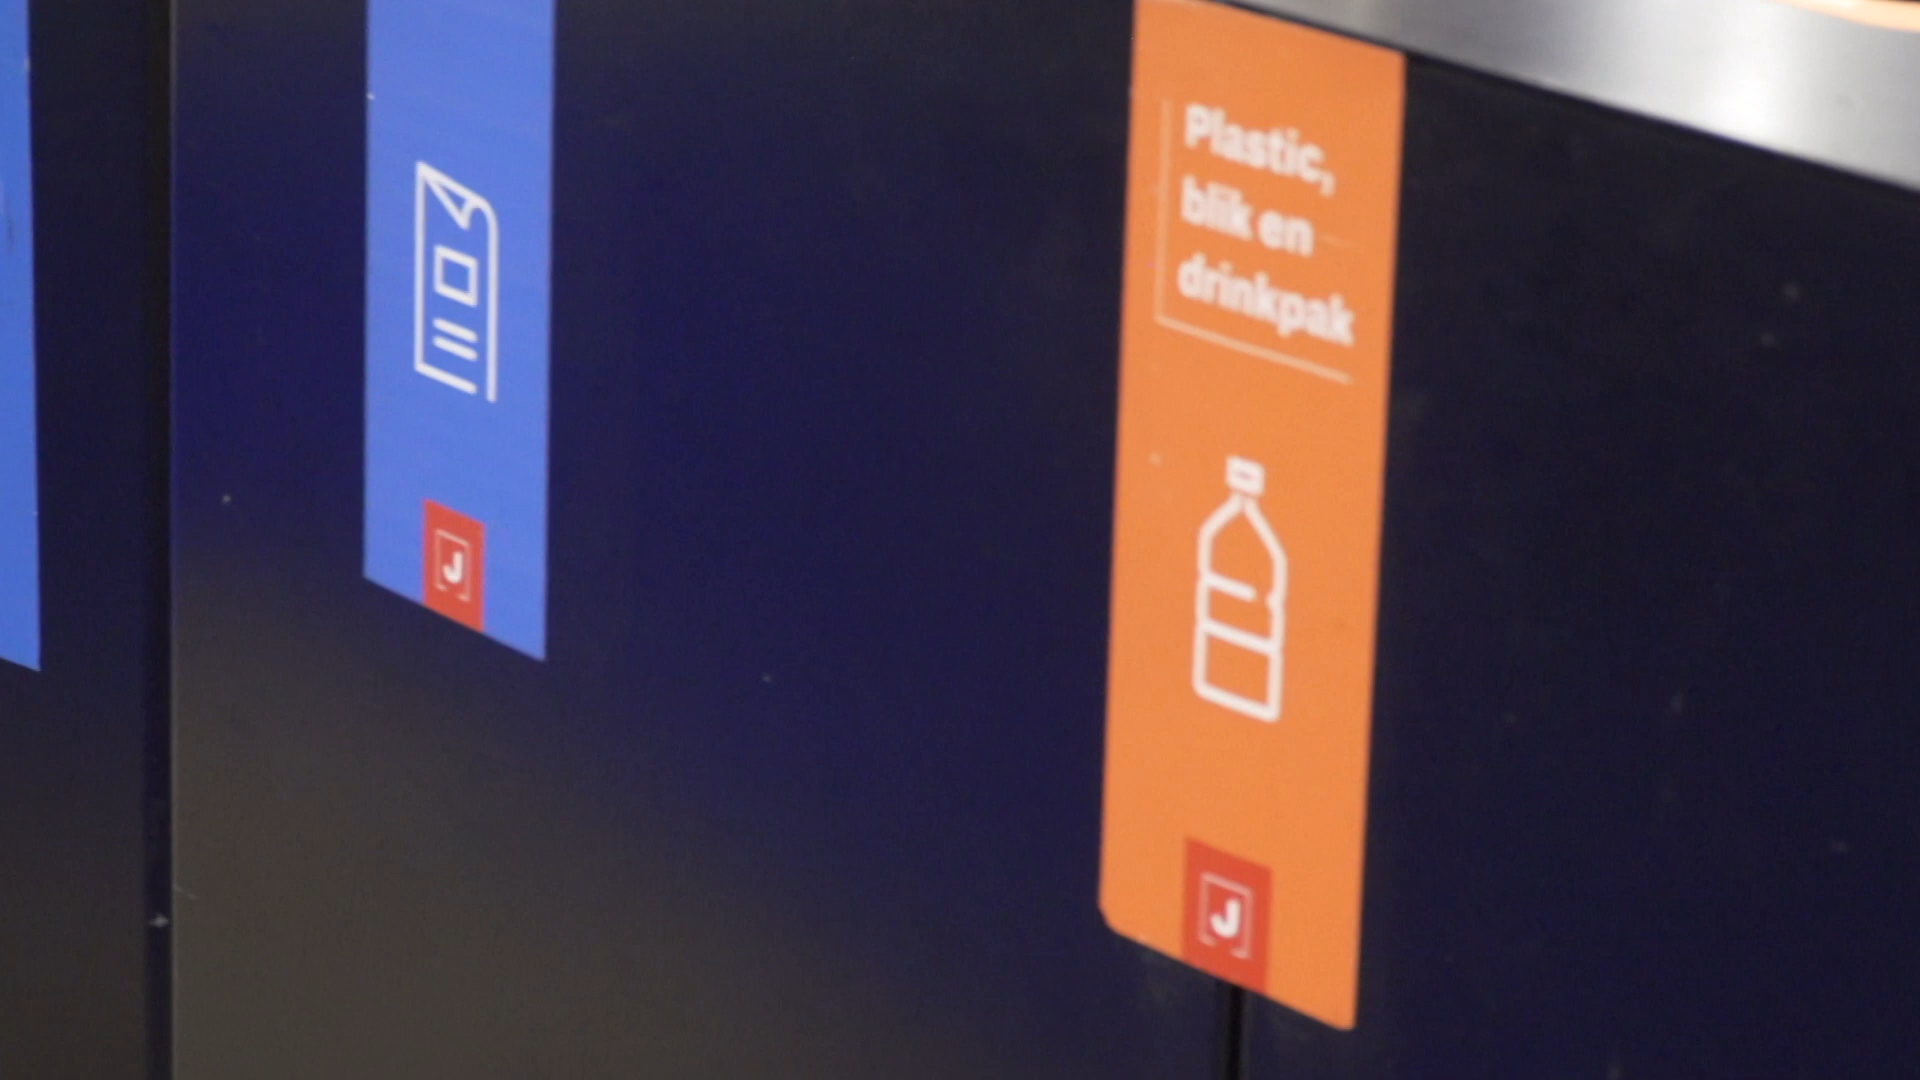 Plastic,
blik en
drinkpak
J
J